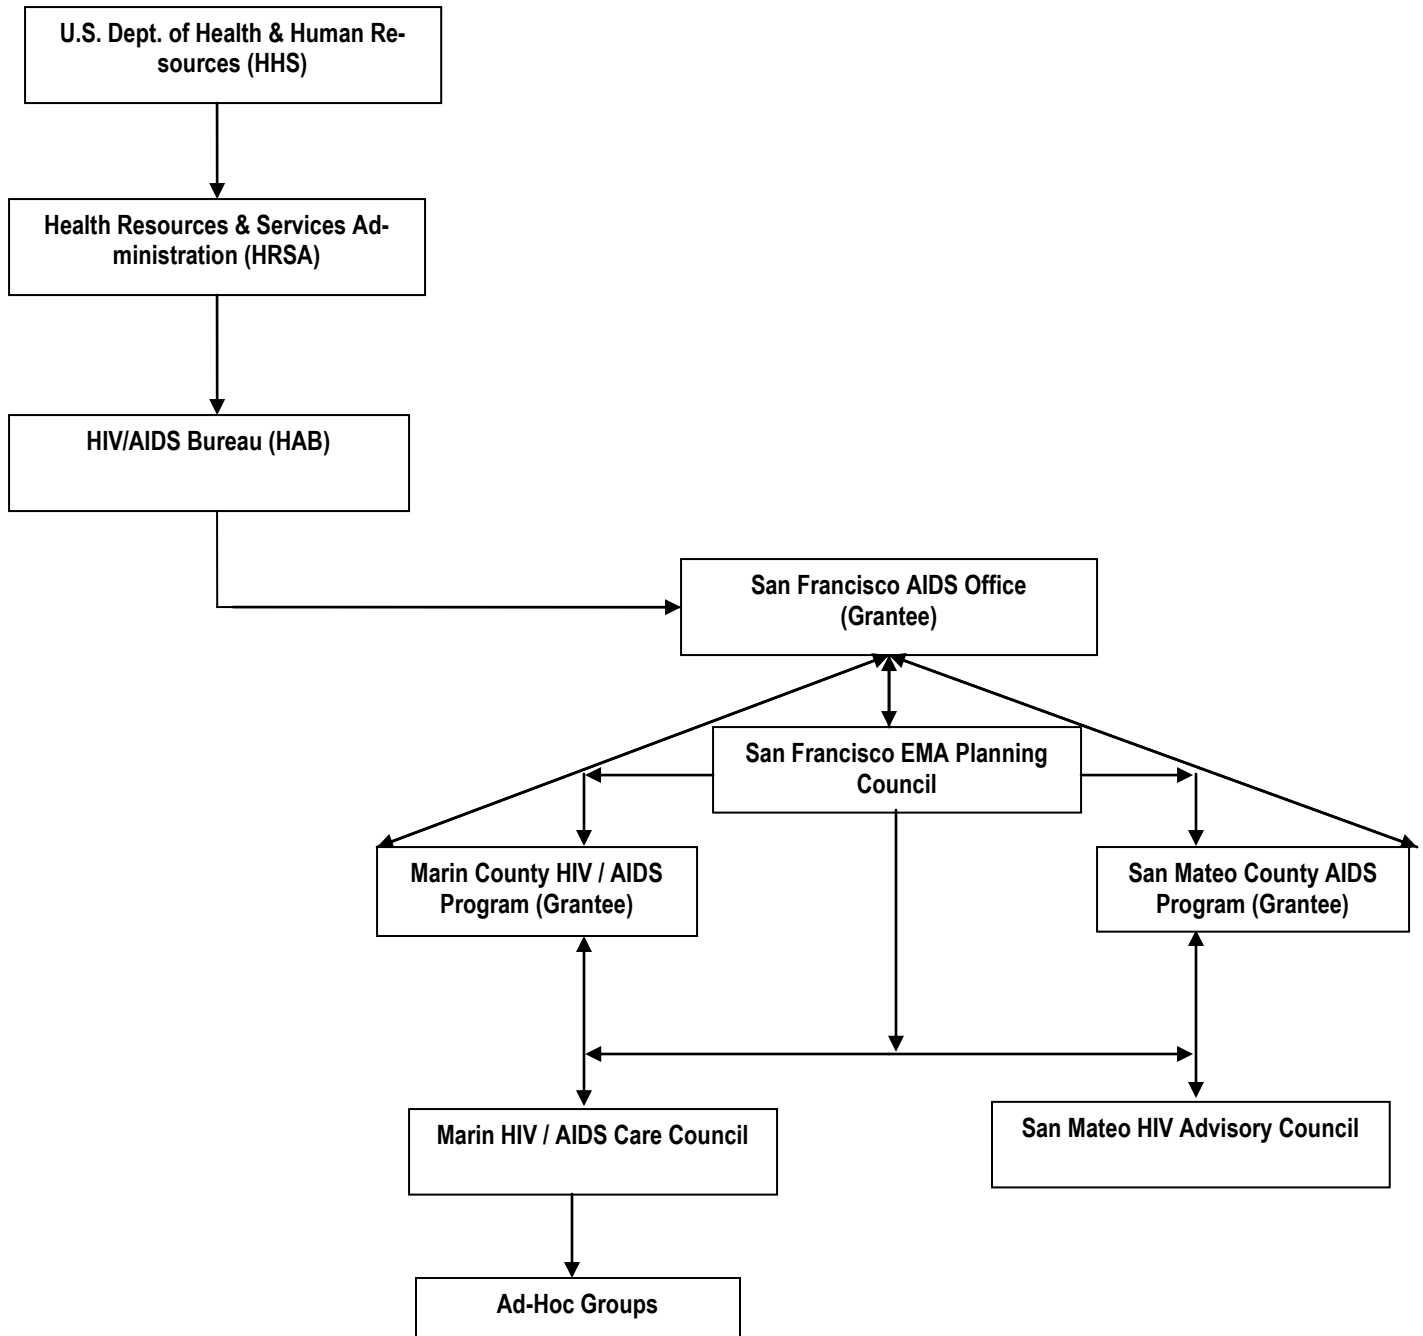 U.S. Dept. of Health & Human Re-
sources (HHS)
Health Resources & Services Ad-
ministration (HRSA)
HIV/AIDS Bureau (HAB)
San Francisco AIDS Office
(Grantee)
San Francisco EMA Planning
Council
Marin County HIV / AIDS
Program (Grantee)
San Mateo County AIDS
Program (Grantee)
Marin HIV / AIDS Care Council
San Mateo HIV Advisory Council
Ad-Hoc Groups